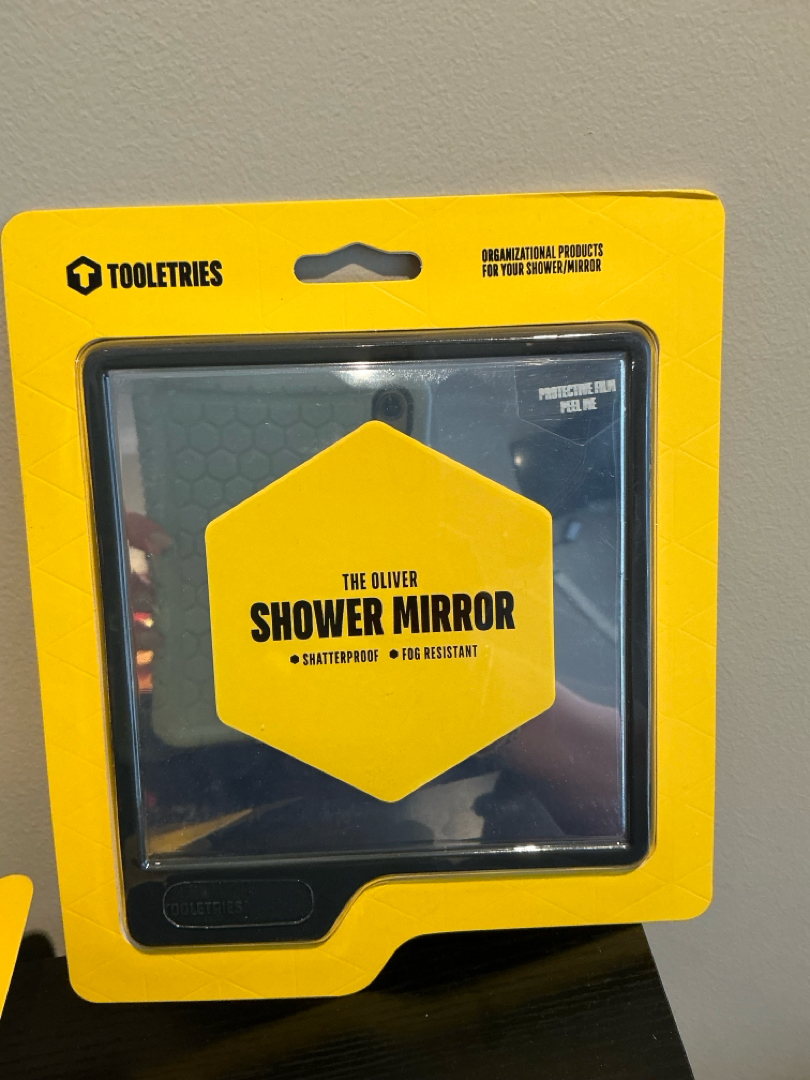 TOOLETRIES
ORGANIZATIONAL PRODUCTS
FOR YOUR SHOWER/MIRROR
PROTECTIVE FILM
PEEL ME
THE OLIVER
SHOWER MIRROR
SHATTERPROOF FOG RESISTANT
TOOLETRIES